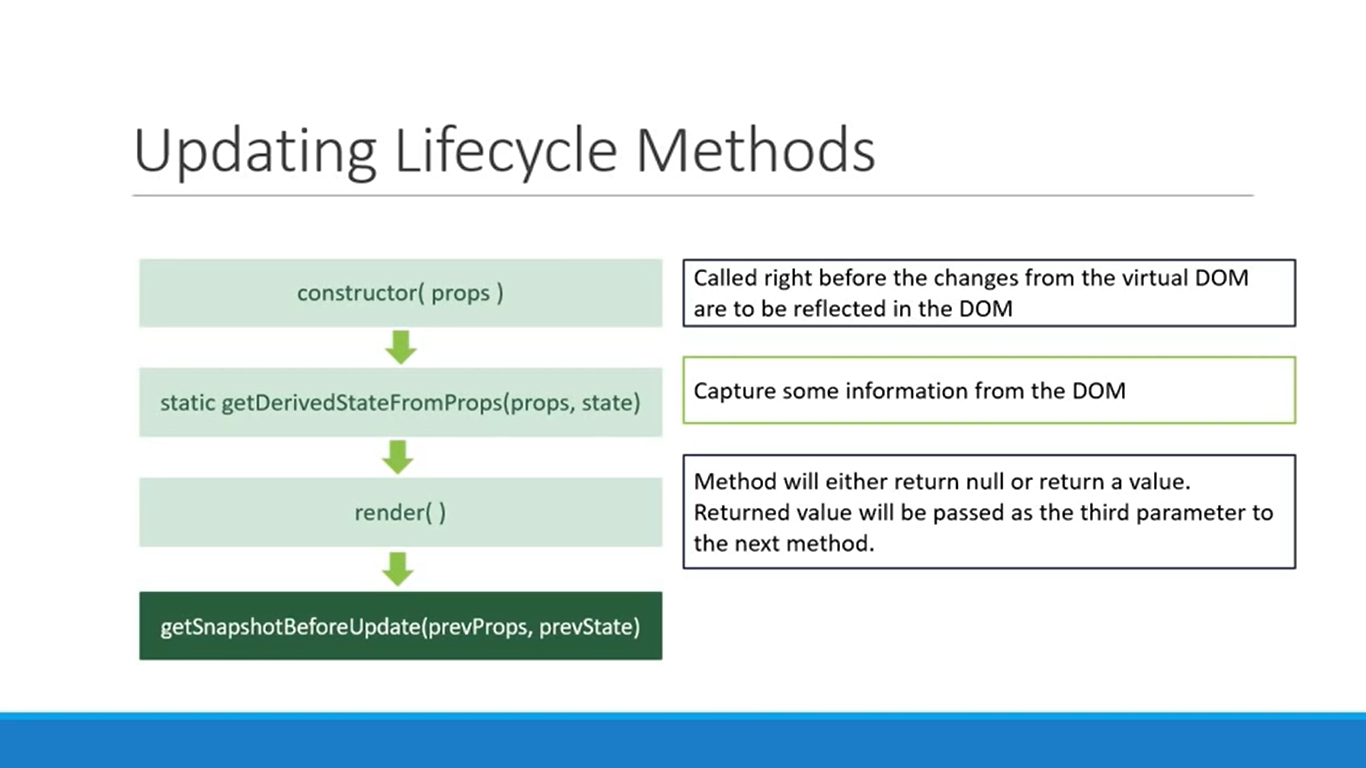 Updating Lifecycle Methods
constructor( props )
static getDerivedStateFromProps(props, state)
render( )
getSnapshotBeforeUpdate(prevProps, prevState)
Called right before the changes from the virtual DOM
are to be reflected in the DOM
Capture some information from the DOM
Method will either return null or return a value.
Returned value will be passed as the third parameter to
the next method.